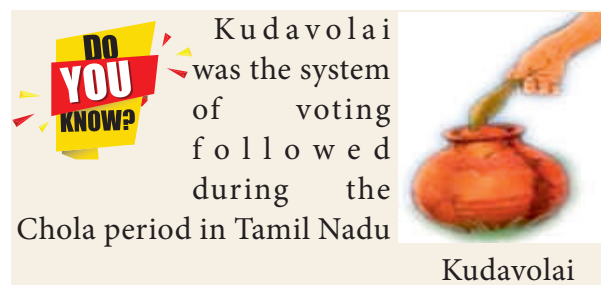 DO
YOU
KNOW?
Kudavolai
was the system
of voting
followed
during the
Chola period in Tamil Nadu
Kudavolai